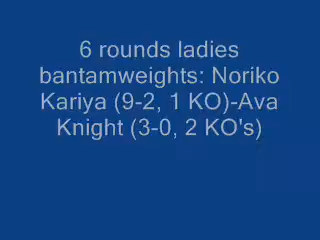 6 rounds ladies
bantamweights: Noriko
Kariya (9-2, 1 KO)-Ava
Knight (3-0, 2 KO's)